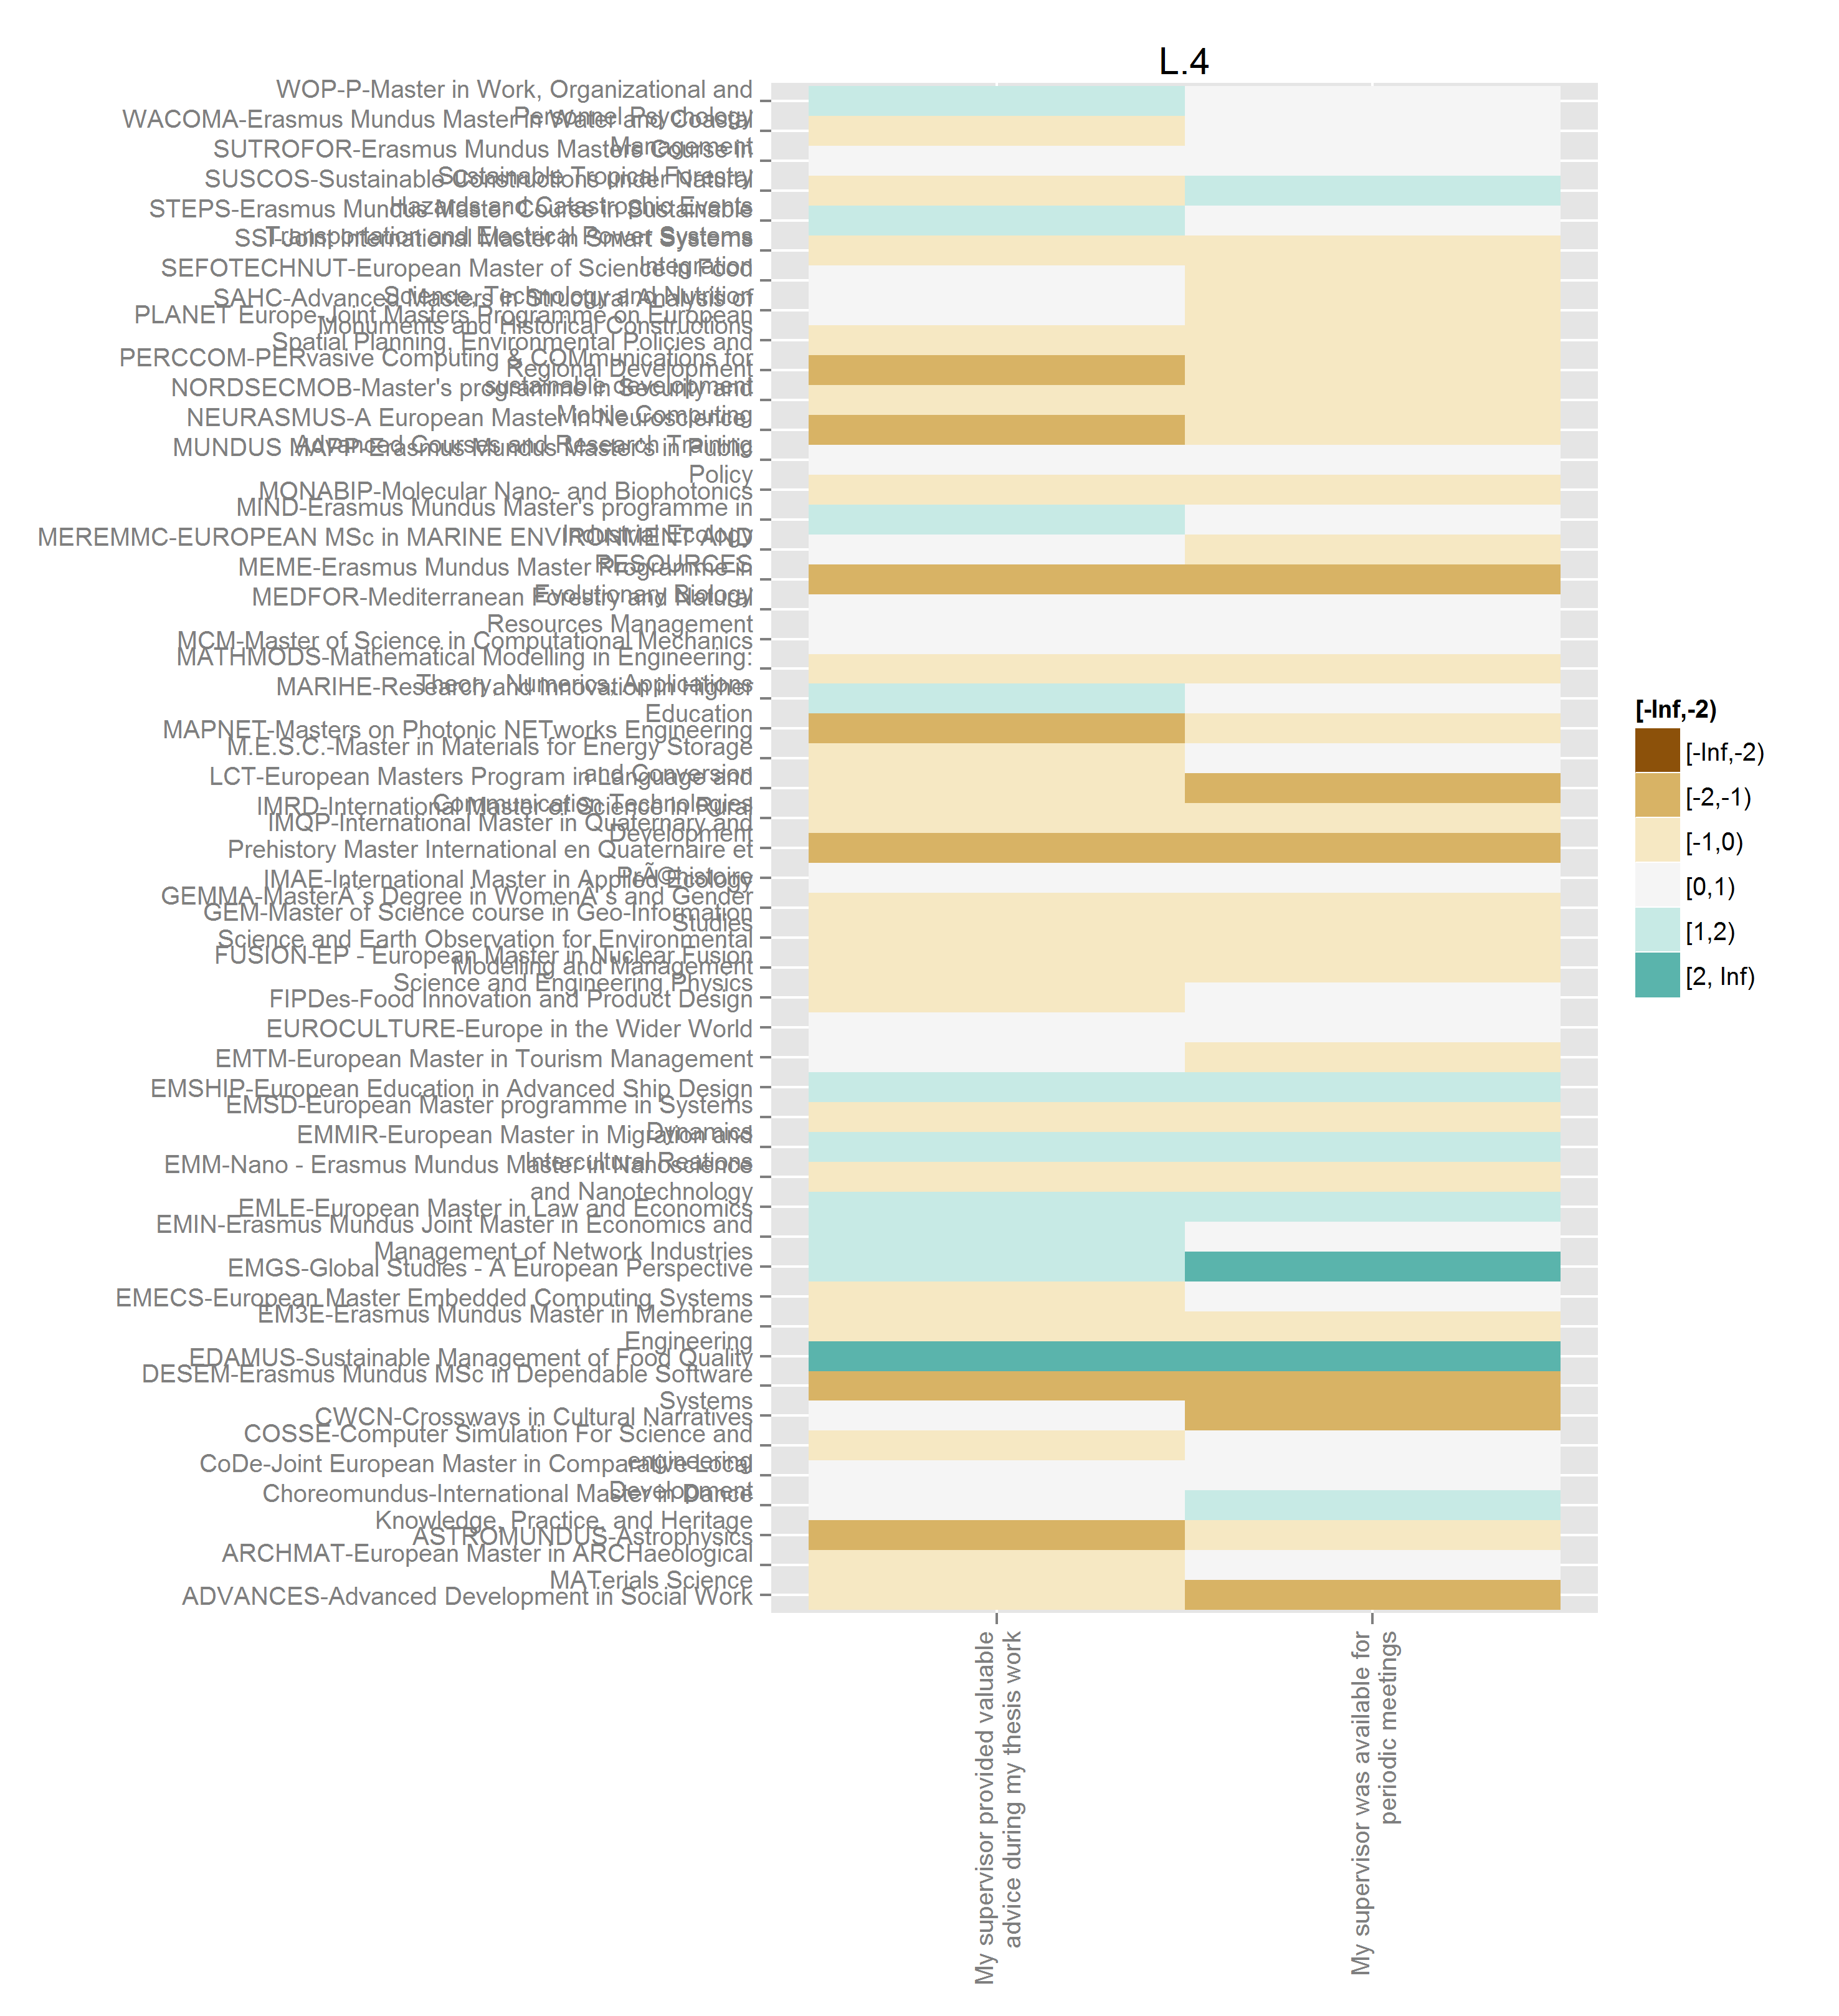 L.4
WOP-P-Master in Work, Organizational and
Personnel Psychology
WACOMA-Erasmus Mundus Master in Water and Coastal
Management
SUTROFOR-Erasmus Mundus Masters Course in
Sustainable Tropical Forestry
SUSCOS-Sustainable Constructions under Natural
Hazards and Catastrophic Events
STEPS-Erasmus Mundus Master Course in Sustainable
Transportation and Electrical Power Systems
SSI-Joint International Master in Smart Systems
Integration
SEFOTECHNUT-European Master of Science in Food
Science, Technology and Nutrition
SAHC-Advanced Masters in Structural Analysis of
Monuments and Historical Constructions
PLANET Europe-Joint Masters Programme on European
Spatial Planning, Environmental Policies and
Regional Development
PERCCOM-PERvasive Computing & COMmunications for
sustainable development
NORDSECMOB-Master's programme in Security and
Mobile Computing
NEURASMUS-A European Master in Neuroscience:
Advanced Courses and Research Training
MUNDUS MAPP-Erasmus Mundus Master's in Public
Policy
MONABIP-Molecular Nano- and Biophotonics
MIND-Erasmus Mundus Master's programme in
Industrial Ecology
MEREMMC-EUROPEAN MSc in MARINE ENVIRONMENT AND
RESOURCES
MEME-Erasmus Mundus Master Programme in
Evolutionary Biology
MEDFOR-Mediterranean Forestry and Natural
Resources Management
MCM-Master of Science in Computational Mechanics
MATHMODS-Mathematical Modelling in Engineering:
Theory, Numerics, Applications
MARIHE-Research and Innovation in Higher
Education
MAPNET-Masters on Photonic NETworks Engineering
M.E.S.C.-Master in Materials for Energy Storage
and Conversion
LCT-European Masters Program in Language and
Communication Technologies
IMRD-International Master of Science in Rural
Development
IMQP-International Master in Quaternary and
Prehistory Master International en Quaternaire et
PrÃ©histoire
IMAE-International Master in Applied Ecology
GEMMA-MasterÂ´s Degree in WomenÂ´s and Gender
Studies
GEM-Master of Science course in Geo-Information
Science and Earth Observation for Environmental
Modelling and Management
FUSION-EP - European Master in Nuclear Fusion
Science and Engineering Physics
FIPDes-Food Innovation and Product Design
EUROCULTURE-Europe in the Wider World
EMTM-European Master in Tourism Management
EMSHIP-European Education in Advanced Ship Design
EMSD-European Master programme in Systems
Dynamics
EMMIR-European Master in Migration and
Intercultural Reations
EMM-Nano - Erasmus Mundus Master in Nanoscience
and Nanotechnology
EMLE-European Master in Law and Economics
EMIN-Erasmus Mundus Joint Master in Economics and
Management of Network Industries
EMGS-Global Studies - A European Perspective
EMECS-European Master Embedded Computing Systems
EM3E-Erasmus Mundus Master in Membrane
Engineering
EDAMUS-Sustainable Management of Food Quality
DESEM-Erasmus Mundus MSc in Dependable Software
Systems
CWCN-Crossways in Cultural Narratives
COSSE-Computer Simulation For Science and
engineering
CoDe-Joint European Master in Comparative Local
Development
Choreomundus-International Master in Dance
Knowledge, Practice, and Heritage
ASTROMUNDUS-Astrophysics
ARCHMAT-European Master in ARCHaeological
MATerials Science
ADVANCES-Advanced Development in Social Work
My supervisor provided valuable
advice during my thesis work
My supervisor was available for
periodic meetings
[-Inf,-2)
[-Inf,-2)
[-2,-1)
[-1,0)
[0,1)
[1,2)
[2, Inf)